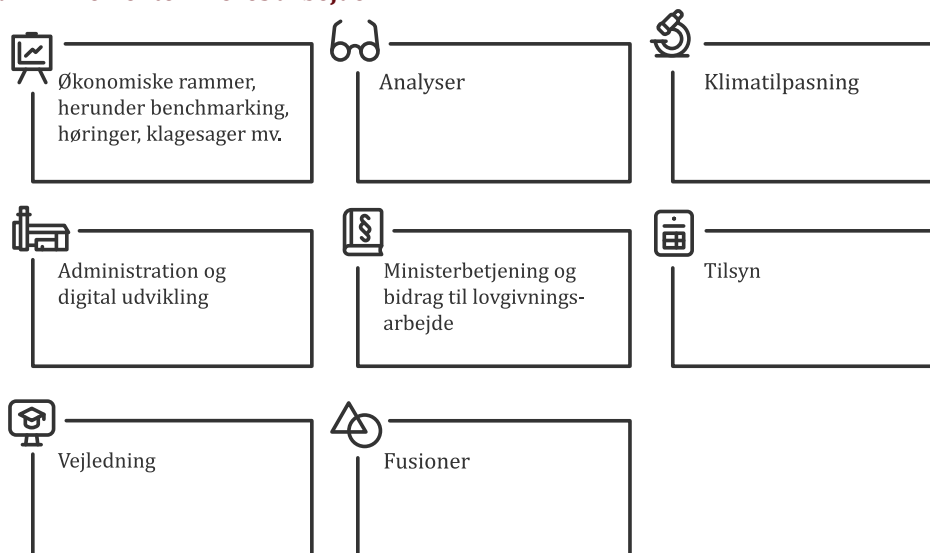 Økonomiske rammer,
herunder benchmarking,
høringer, klagesager mv.
Analyser
Klimatilpasning
Administration og
digital udvikling
Ministerbetjening og
bidrag til lovgivnings-
arbejde
Tilsyn
Vejledning
Fusioner